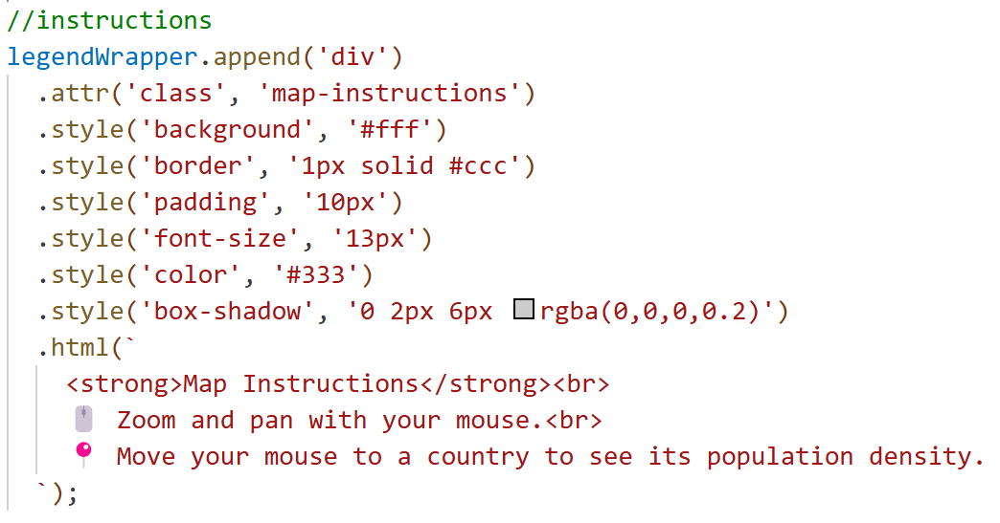 //instructions
legendWrapper.append('div')
.attr('class', 'map-instructions')
.style('background', '#fff')
.style('border', '1px solid #ccc')
.style('padding', '10px')
.style('font-size', '13px')
.style('color', '#333')
.style('box-shadow', '0 2px 6px rgba(0,0,0,0.2)')
.html(`
<strong>Map Instructions</strong><br>
🖱️ Zoom and pan with your mouse.<br>
📍 Move your mouse to a country to see its population density.
`);